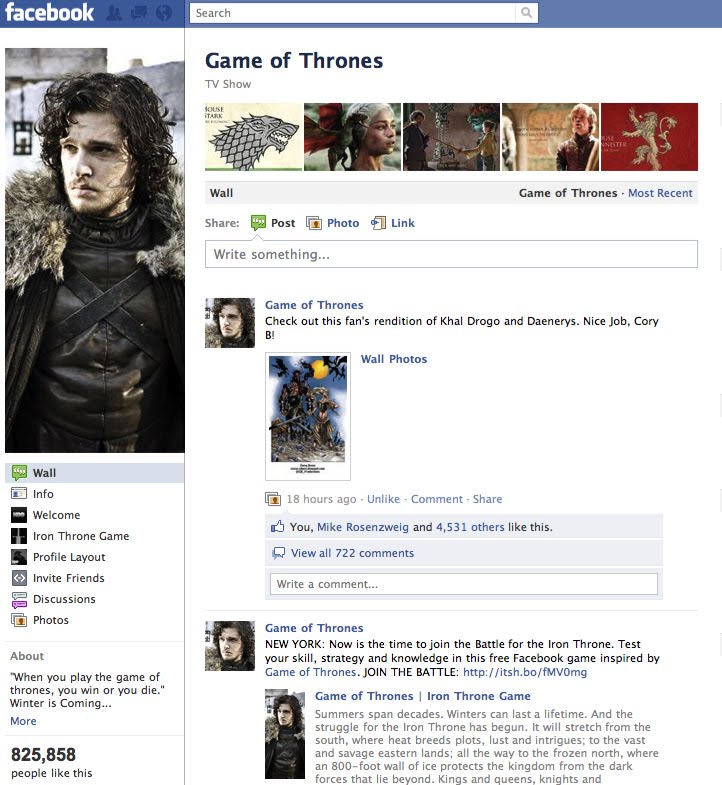 facebook
Search
Game of Thrones
TV Show
HOUSE
STARK
HOUSE
LANNISTER
Wall
Game of Thrones · Most Recent
Share: Post Photo Link
Write something...
Game of Thrones
Check out this fan's rendition of Khal Drogo and Daenerys. Nice Job, Cory
B!
Wall Photos
18 hours ago · Unlike · Comment · Share
You, Mike Rosenzweig and 4,531 others like this.
View all 722 comments
Write a comment...
Game of Thrones
NEW YORK: Now is the time to join the Battle for the Iron Throne. Test
your skill, strategy and knowledge in this free Facebook game inspired by
Game of Thrones. JOIN THE BATTLE: http://itsh.bo/fMV0mg
Game of Thrones | Iron Throne Game
Summers span decades. Winters can last a lifetime. And the
struggle for the Iron Throne has begun. It will stretch from the
south, where heat breeds plots, lust and intrigues; to the vast
and savage eastern lands; all the way to the frozen north, where
an 800-foot wall of ice protects the kingdom from the dark
forces that lie beyond. Kings and queens, knights and
Wall
Info
Welcome
Iron Throne Game
Profile Layout
Invite Friends
Discussions
Photos
About
"When you play the game of
thrones, you win or you die."
Winter is Coming...
More
825,858
people like this